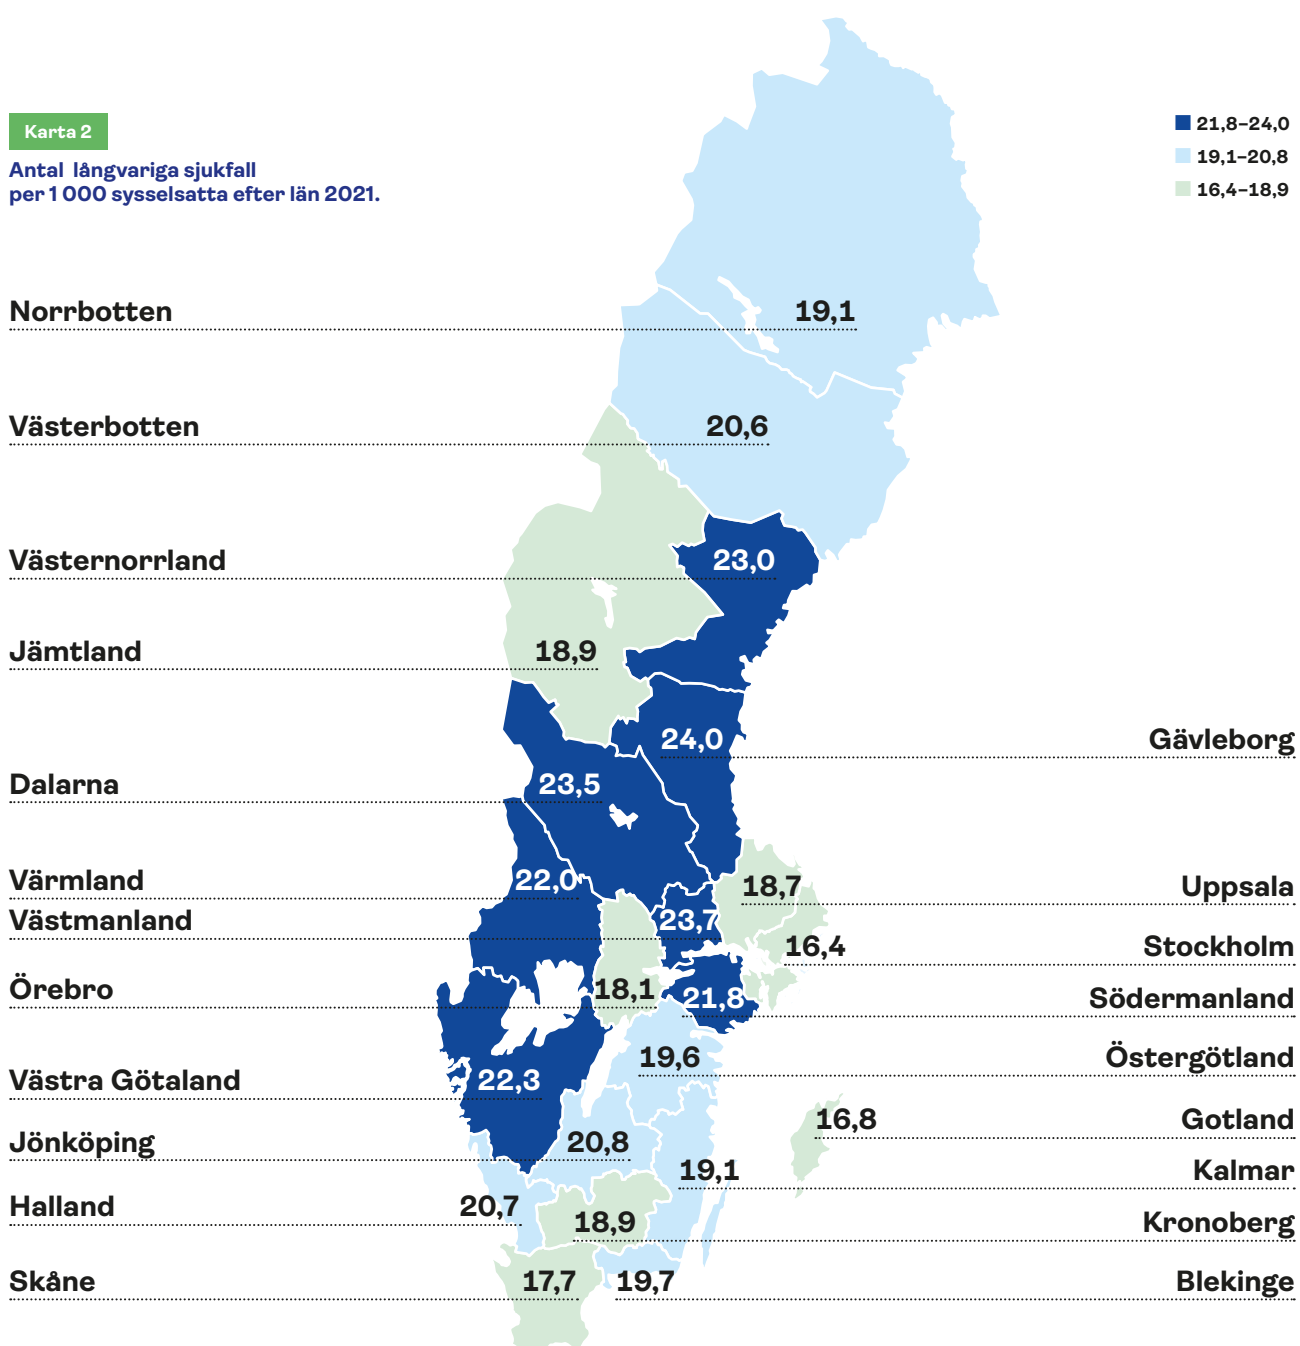 Karta 2
Antal långvariga sjukfall
per 1 000 sysselsatta efter län 2021.
21,8–24,0
19,1–20,8
16,4–18,9
Norrbotten 19,1
Västerbotten 20,6
Västernorrland 23,0
Jämtland 18,9
24,0 Gävleborg
Dalarna 23,5
Värmland 22,0
18,7 Uppsala
Västmanland 23,7
16,4 Stockholm
Örebro 18,1
21,8 Södermanland
19,6 Östergötland
Västra Götaland 22,3
16,8 Gotland
Jönköping 20,8
19,1 Kalmar
Halland 20,7
18,9 Kronoberg
Skåne 17,7
19,7 Blekinge